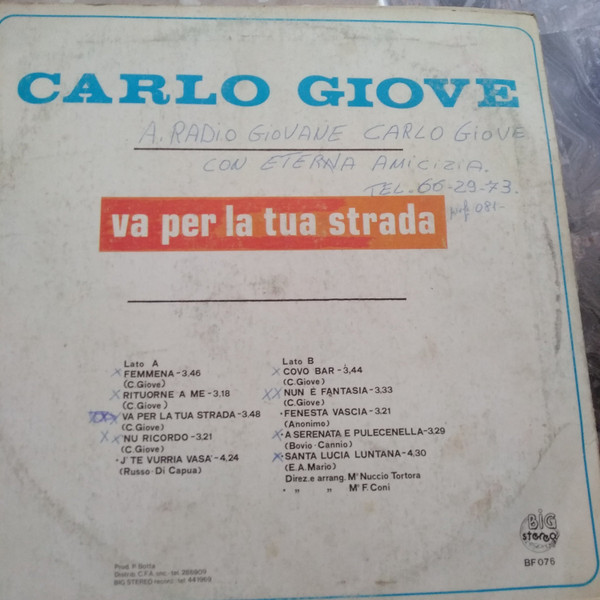 CARLO GIOVE
A. RADIO GIOVANE CARLO GIOVE
CON ETERNA AMICIZIA.
TEL. 66-29-73.
081-
va per la tua strada
Lato A
FEMMENA-3.46
(C.Giove)
RITUORNE A ME-3.18
(C.Giove)
VA PER LA TUA STRADA-3.48
(C.Giove)
'NU RICORDO-3.21
(C.Giove)
J' TE VURRIA VASA'-4.24
(Russo-Di Capua)
Lato B
COVO BAR-3,44
(C.Giove)
NUN È FANTASIA-3.33
(C.Giove)
FENESTA VASCIA-3.21
(Anonimo)
A SERENATA E PULECENELLA-3.29
(Bovio-Cannio)
SANTA LUCIA LUNTANA-4,30
(E.A.Mario)
Direz.e arrang. Mº Nuccio Tortora
" " " Mº F. Coni
BIG
stereo
BF 076
Prod. P. Botta